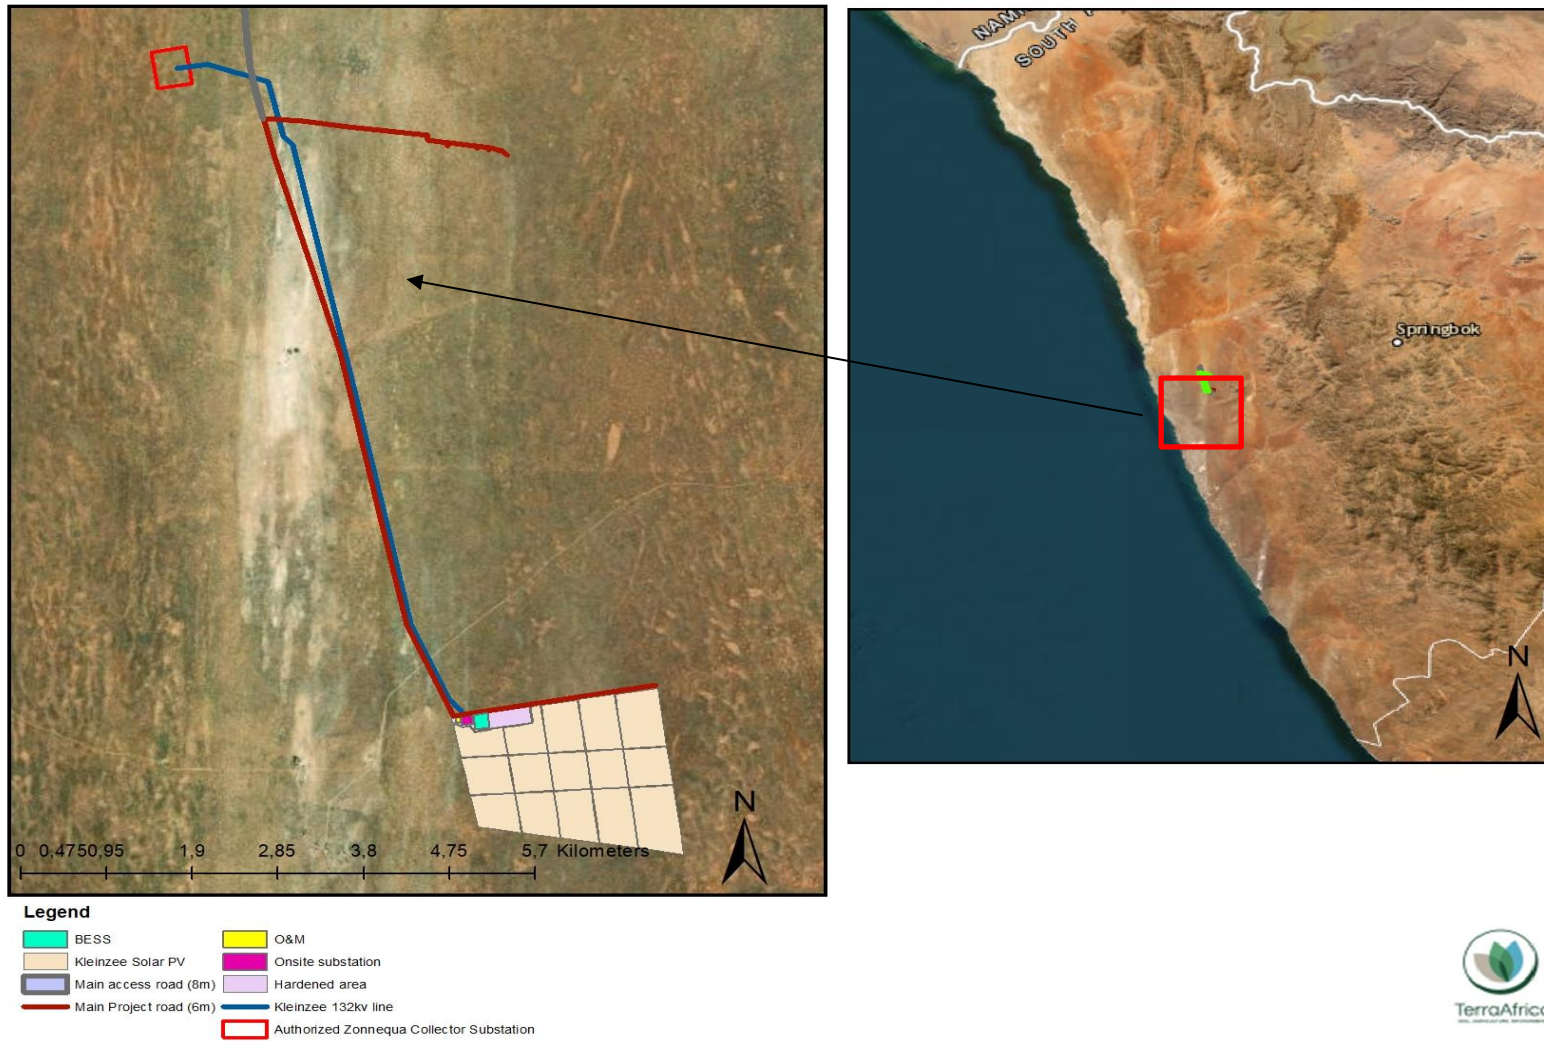 NAMI
SOUTH
Springbok
N
N
0 0,4750,95 1,9 2,85 3,8 4,75 5,7 Kilometers
Legend
BESS
Kleinzee Solar PV
Main access road (8m)
Main Project road (6m)
O&M
Onsite substation
Hardened area
Kleinzee 132kv line
Authorized Zonnequa Collector Substation
TerraAfrica